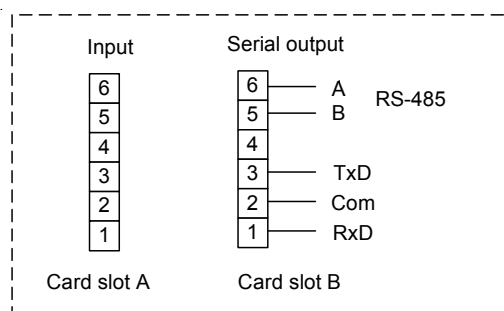 Input Serial output
6 6 A RS-485
5 5 B
4 4
3 3 TxD
2 2 Com
1 1 RxD
Card slot A Card slot B